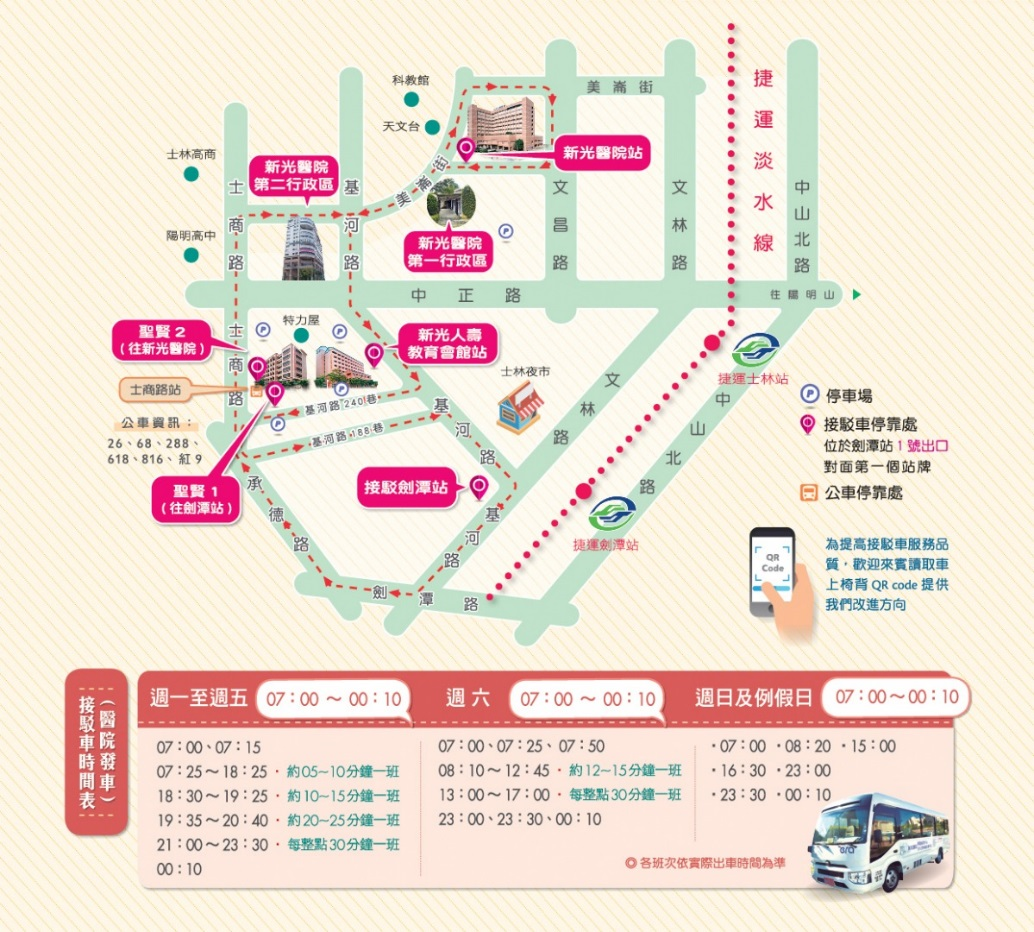 科教館
天文台
士林高商
陽明高中
新光醫院
第二行政區
美崙街
新光醫院站
美崙街
新光醫院
第一行政區
士商路
基河路
文昌路
文林路
捷運淡水線
中山北路
中正路
往陽明山
聖賢 2
(往新光醫院)
特力屋
新光人壽
教育會館站
士商路
士商路站
公車資訊：
26、68、288、
618、816、紅 9
基河路 240 巷
基河路 188 巷
聖賢 1
(往劍潭站)
士林夜市
基河路
文林路
捷運士林站
中山北路
接駁劍潭站
基河路
捷運劍潭站
承德路
劍潭路
P 停車場
接駁車停靠處
位於劍潭站 1 號出口
對面第一個站牌
公車停靠處
QR
Code
為提高接駁車服務品
質，歡迎來賓讀取車
上椅背 QR code 提供
我們改進方向
(醫院發車)
接駁車時間表
週一至週五 07：00 ～ 00：10
07：00、07：15
07：25～18：25 · 約05~10分鐘一班
18：30～19：25 · 約10~15分鐘一班
19：35～20：40 · 約20~25分鐘一班
21：00～23：30 · 每整點30分鐘一班
00：10
週六 07：00 ～ 00：10
07：00、07：25、07：50
08：10～12：45 · 約12~15分鐘一班
13：00～17：00 · 每整點30分鐘一班
23：00、23：30、00：10
週日及例假日 07：00～00：10
·07：00 ·08：20 ·15：00
·16：30 ·23：00
·23：30 ·00：10
◎ 各班次依實際出車時間為準